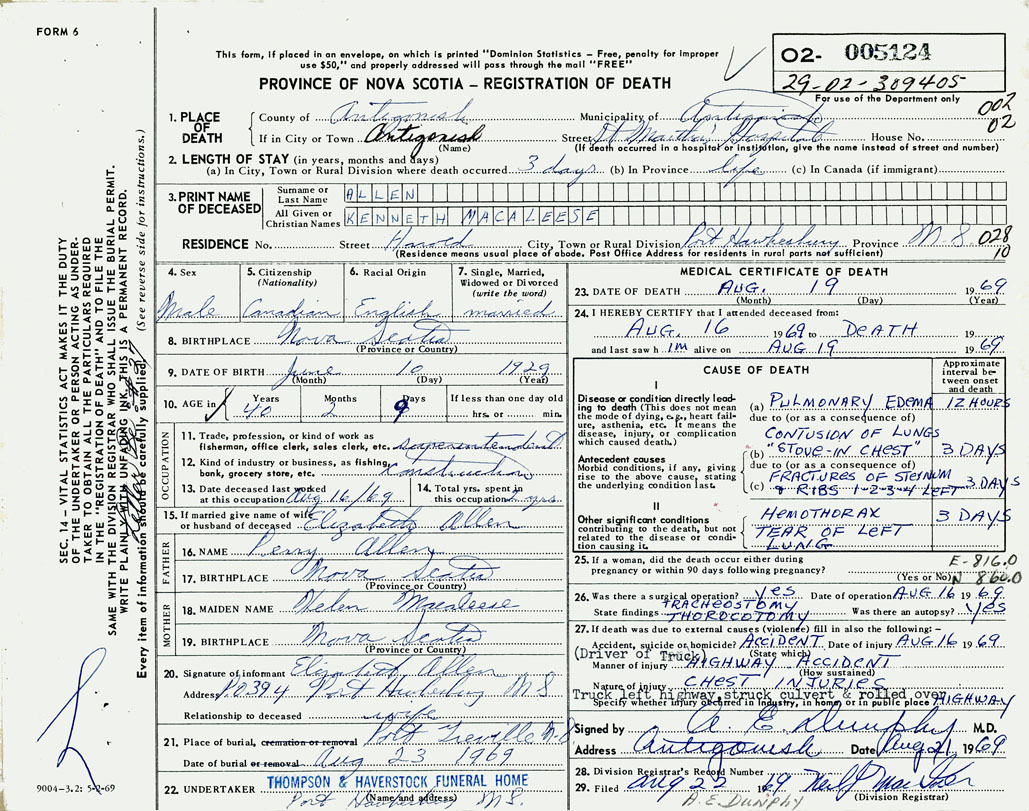 FORM 6
This form, if placed in an envelope, on which is printed "Dominion Statistics - Free, penalty for improper
use $50," and properly addressed will pass through the mail "FREE"
02- 005124
29-02-309405
For use of the Department only
PROVINCE OF NOVA SCOTIA - REGISTRATION OF DEATH
002
02
1. PLACE OF DEATH
County of Antigonish Municipality of Antigonish
If in City or Town Antigonish Street St Martha's Hospital House No.
(Name) (If death occurred in a hospital or institution, give the name instead of street and number)
2. LENGTH OF STAY (in years, months and days)
(a) In City, Town or Rural Division where death occurred 3 days (b) In Province life (c) In Canada (if immigrant)
3. PRINT NAME OF DECEASED
Surname or Last Name ALLEN
All Given or Christian Names KENNETH MACALEESE
RESIDENCE No. Street Harold City, Town or Rural Division Port Hawkesbury Province N-S 028
10
(Residence means usual place of abode. Post Office Address for residents in rural parts not sufficient)
4. Sex Male
5. Citizenship (Nationality) Canadian
6. Racial Origin English
7. Single, Married, Widowed or Divorced (write the word) married
8. BIRTHPLACE Nova Scotia
(Province or Country)
9. DATE OF BIRTH June 10 1929
(Month) (Day) (Year)
10. AGE in Years 40 Months 2 Days 9 If less than one day old
hrs. or min.
OCCUPATION
11. Trade, profession, or kind of work as
fisherman, office clerk, sales clerk, etc. superintendent
12. Kind of industry or business, as fishing,
bank, grocery store, etc. Construction
13. Date deceased last worked
at this occupation Aug 16/69
14. Total yrs. spent in
this occupation yrs.
15. If married give name of wife
or husband of deceased Elizabeth Allen
FATHER
16. NAME Perry Allen
17. BIRTHPLACE Nova Scotia
(Province or Country)
MOTHER
18. MAIDEN NAME Helen Macaleese
19. BIRTHPLACE Nova Scotia
(Province or Country)
20. Signature of informant Elizabeth Allen
Address 394 Port Hawkesbury N S
Relationship to deceased wife
21. Place of burial, cremation or removal Port Greville N-S
Date of burial or removal Aug 23 1969
THOMPSON & HAVERSTOCK FUNERAL HOME
22. UNDERTAKER Port N.S.
(Name and address)
MEDICAL CERTIFICATE OF DEATH
23. DATE OF DEATH AUG. 19 1969
(Month) (Day) (Year)
24. I HEREBY CERTIFY that I attended deceased from:
AUG. 16 1969 to DEATH 19
and last saw h im alive on AUG 19 1969
CAUSE OF DEATH
Approximate interval between onset and death
I
Disease or condition directly leading to death (This does not mean the mode of dying, e.g., heart failure, asthenia, etc. It means the disease, injury, or complication which caused death.)
(a) PULMONARY EDEMA 12 HOURS
due to (or as a consequence of)
CONTUSION OF LUNGS
Antecedent causes
Morbid conditions, if any, giving rise to the above cause, stating the underlying condition last.
(b) "STOVE-IN CHEST" 3 DAYS
due to (or as a consequence of)
FRACTURES OF STERNUM
(c) & RIBS 1-2-3-4 LEFT 3 DAYS
II
Other significant conditions contributing to the death, but not related to the disease or condition causing it.
HEMOTHORAX 3 DAYS
TEAR OF LEFT
LUNG
25. If a woman, did the death occur either during
pregnancy or within 90 days following pregnancy?
(Yes or No)
E-816.0
N 860.0
26. Was there a surgical operation? yes Date of operation AUG 16 1969
State findings TRACHEOSTOMY Was there an autopsy? yes
THOROCOTOMY
27. If death was due to external causes (violence) fill in also the following:-
Accident, suicide or homicide? ACCIDENT Date of injury AUG 16 1969
(State which)
(Driver of Truck)
Manner of injury HIGHWAY ACCIDENT
(How sustained)
Nature of injury CHEST INJURIES
Truck left highway, struck culvert & rolled over
Specify whether injury occurred in industry, in home, or in public place HIGHWAY
Signed by A E Dunphy M.D.
Address Antigonish Date Aug 21, 1969
28. Division Registrar's Record Number
29. Filed Aug 22 1969
(Division Registrar)
A.E. DUNPHY
SEC. 14 - VITAL STATISTICS ACT MAKES IT THE DUTY
OF THE UNDERTAKER OR PERSON ACTING AS UNDER-
TAKER TO OBTAIN ALL THE PARTICULARS REQUIRED
IN THE "REGISTRATION OF DEATH" AND TO FILE THE
SAME WITH THE DIVISION REGISTRAR WHO SHALL ISSUE THE BURIAL PERMIT.
WRITE PLAINLY WITH UNFADING INK. THIS IS A PERMANENT RECORD.
Every item of information should be carefully supplied. (See reverse side for instructions.)
9004-3.2: 5-2-69